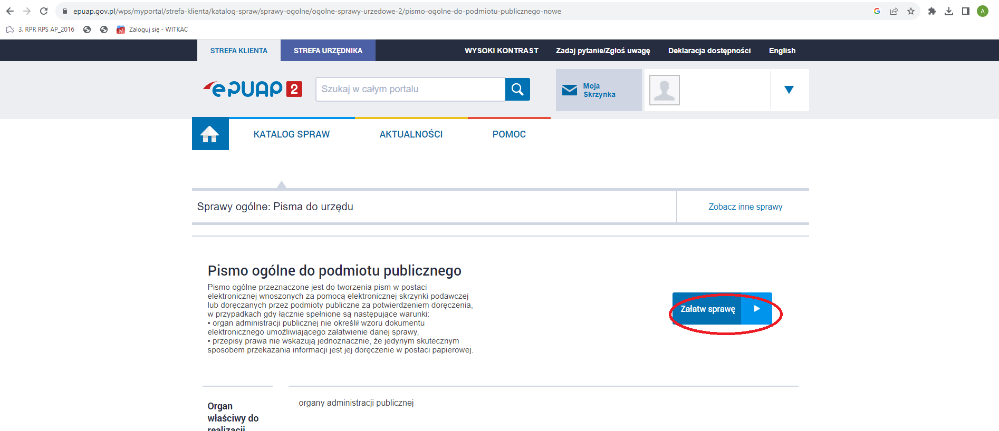 epuap.gov.pl/wps/myportal/strefa-klienta/katalog-spraw/sprawy-ogolne/ogolne-sprawy-urzedowe-2/pismo-ogolne-do-podmiotu-publicznego-nowe
G
A
3. RPR RPS AP_2016
W
Zaloguj się - WITKAC
STREFA KLIENTA
STREFA URZĘDNIKA
WYSOKI KONTRAST
Zadaj pytanie/Zgłoś uwagę
Deklaracja dostępności
English
ePUAP 2
Szukaj w całym portalu
Moja
Skrzynka
KATALOG SPRAW
AKTUALNOŚCI
POMOC
Sprawy ogólne: Pisma do urzędu
Zobacz inne sprawy
Pismo ogólne do podmiotu publicznego
Pismo ogólne przeznaczone jest do tworzenia pism w postaci
elektronicznej wnoszonych za pomocą elektronicznej skrzynki podawczej
lub doręczanych przez podmioty publiczne za potwierdzeniem doręczenia,
w przypadkach gdy łącznie spełnione są następujące warunki:
• organ administracji publicznej nie określił wzoru dokumentu
elektronicznego umożliwiającego załatwienie danej sprawy,
• przepisy prawa nie wskazują jednoznacznie, że jedynym skutecznym
sposobem przekazania informacji jest jej doręczenie w postaci papierowej.
Załatw sprawę
Organ
właściwy do
realizacji
organy administracji publicznej